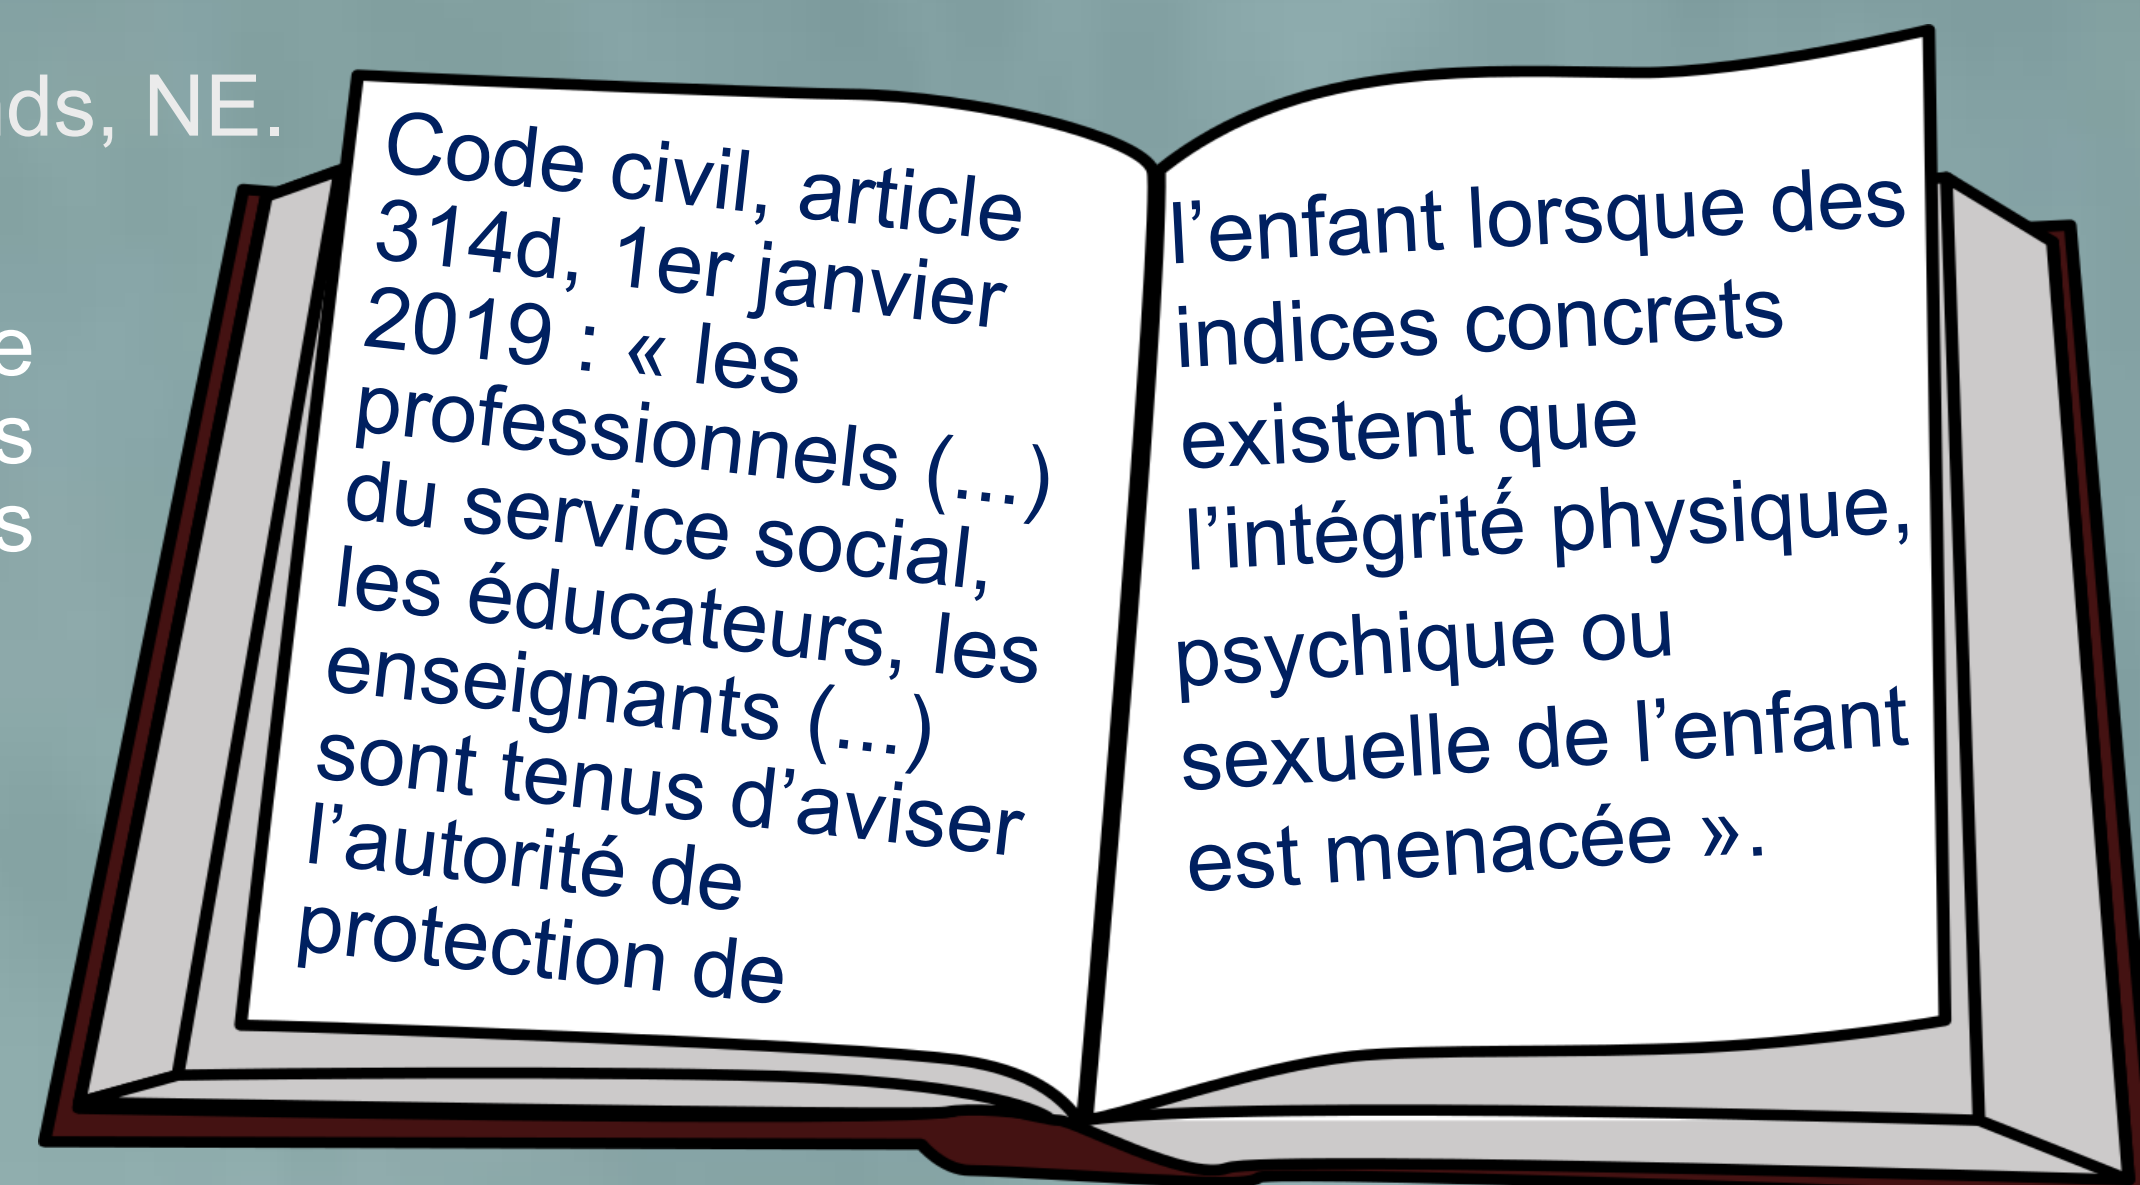 ds, NE.
e
s
s
Code civil, article
314d, 1er janvier
2019 : « les
professionnels (...)
du service social,
les éducateurs, les
enseignants (...)
sont tenus d’aviser
l’autorité de
protection de
l’enfant lorsque des
indices concrets
existent que
l’intégrité́ physique,
psychique ou
sexuelle de l’enfant
est menacée ».